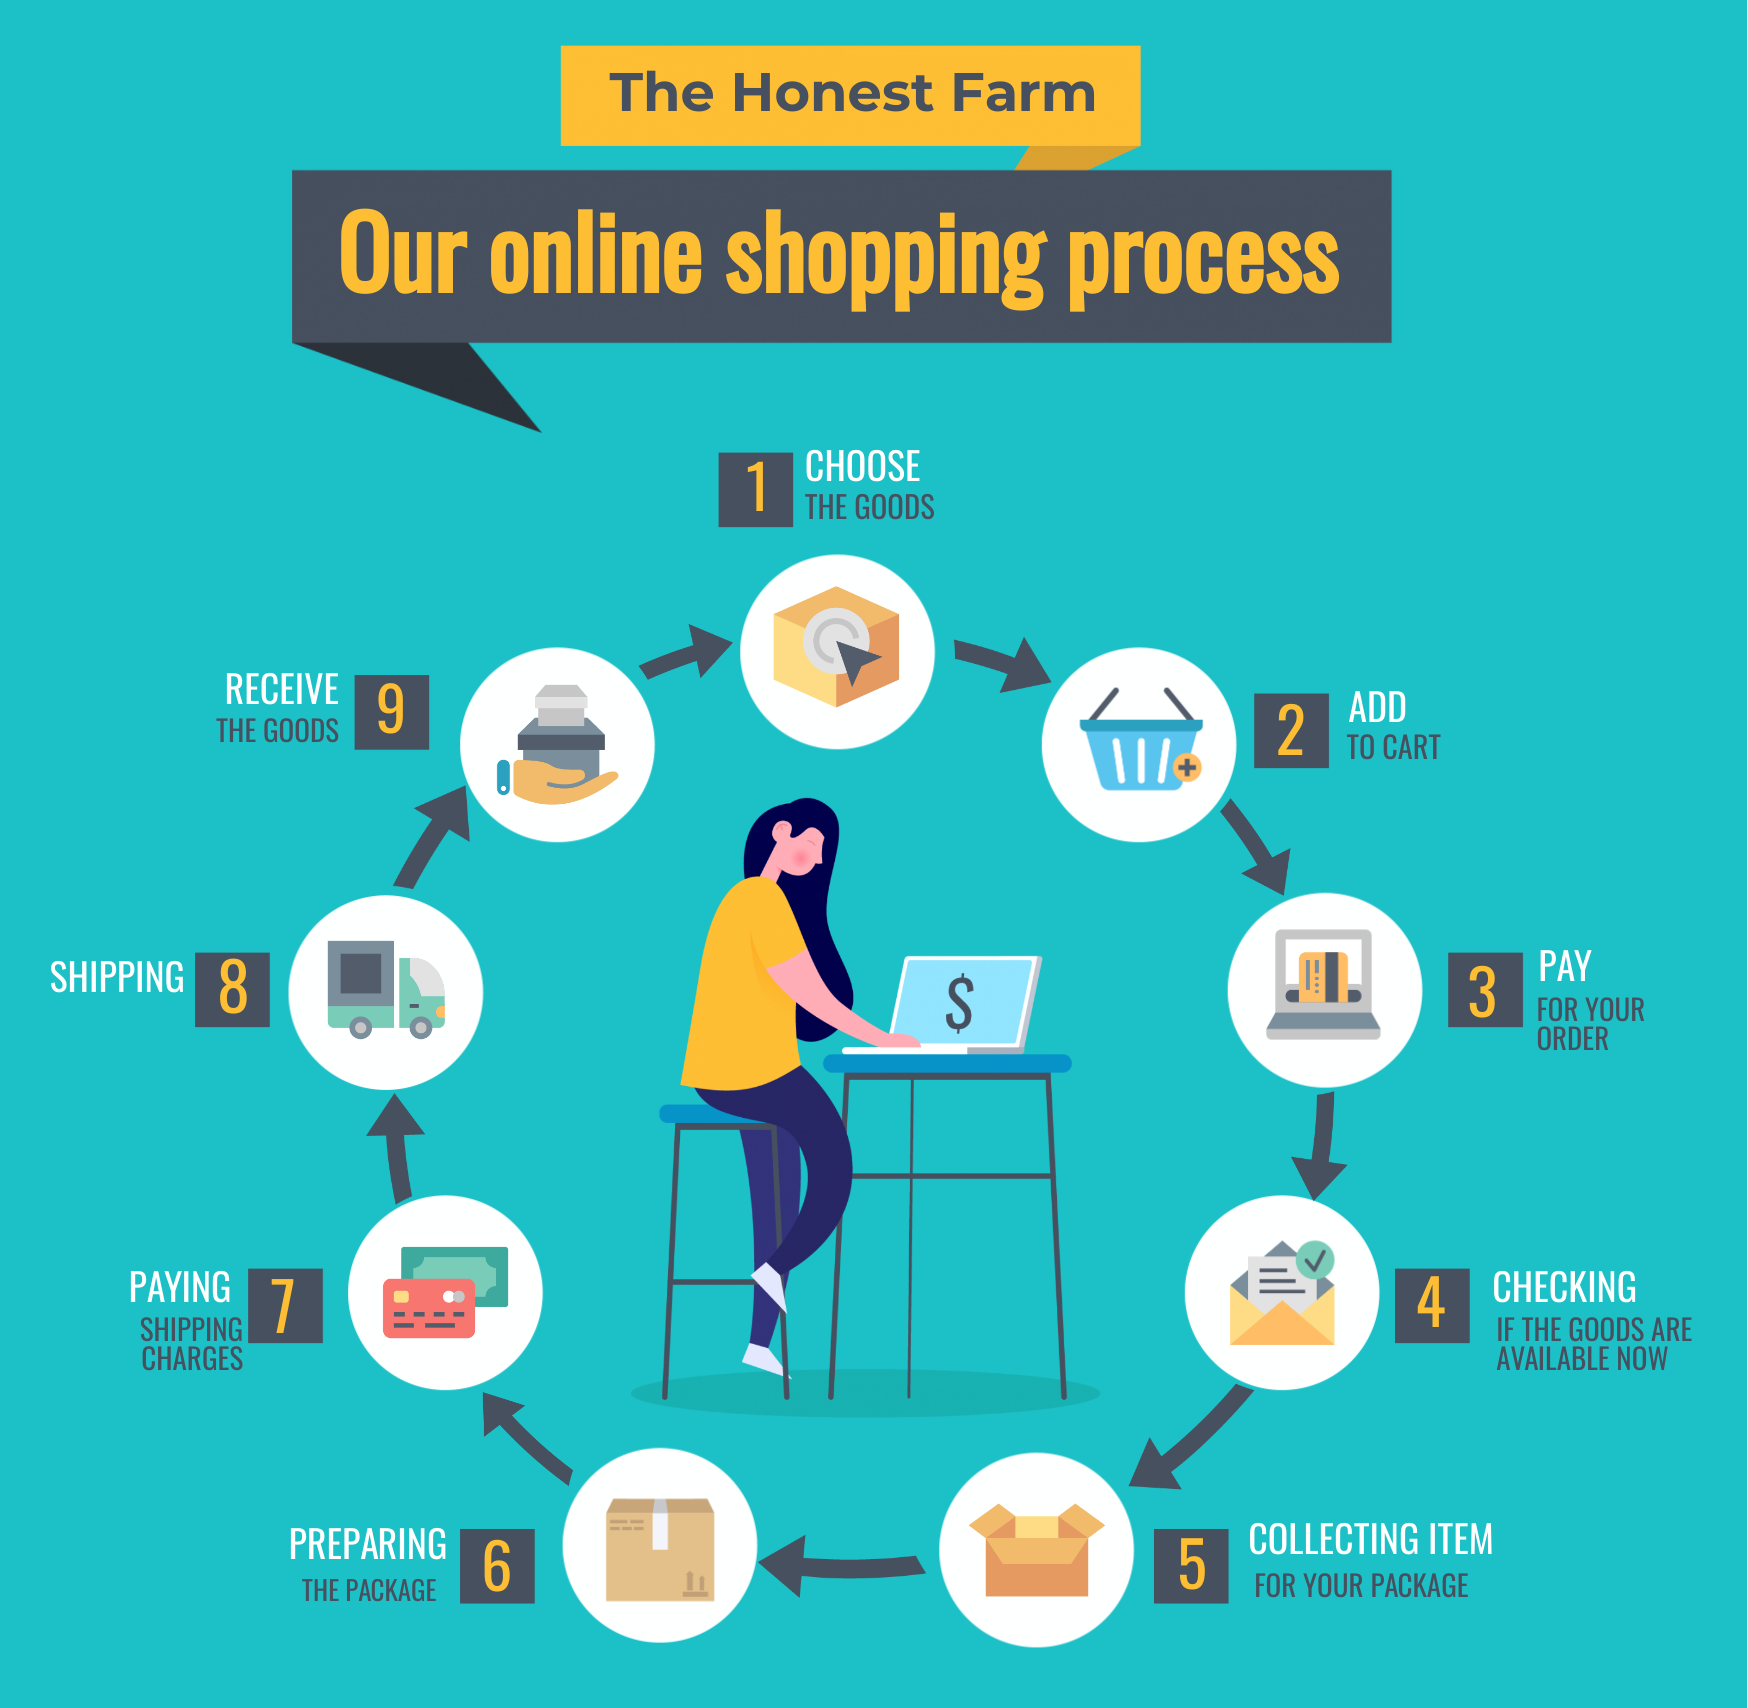 The Honest Farm
Our online shopping process
1
CHOOSE
THE GOODS
2
ADD
TO CART
3
PAY
FOR YOUR
ORDER
4
CHECKING
IF THE GOODS ARE
AVAILABLE NOW
5
COLLECTING ITEM
FOR YOUR PACKAGE
6
PREPARING
THE PACKAGE
7
PAYING
SHIPPING
CHARGES
8
SHIPPING
9
RECEIVE
THE GOODS
$